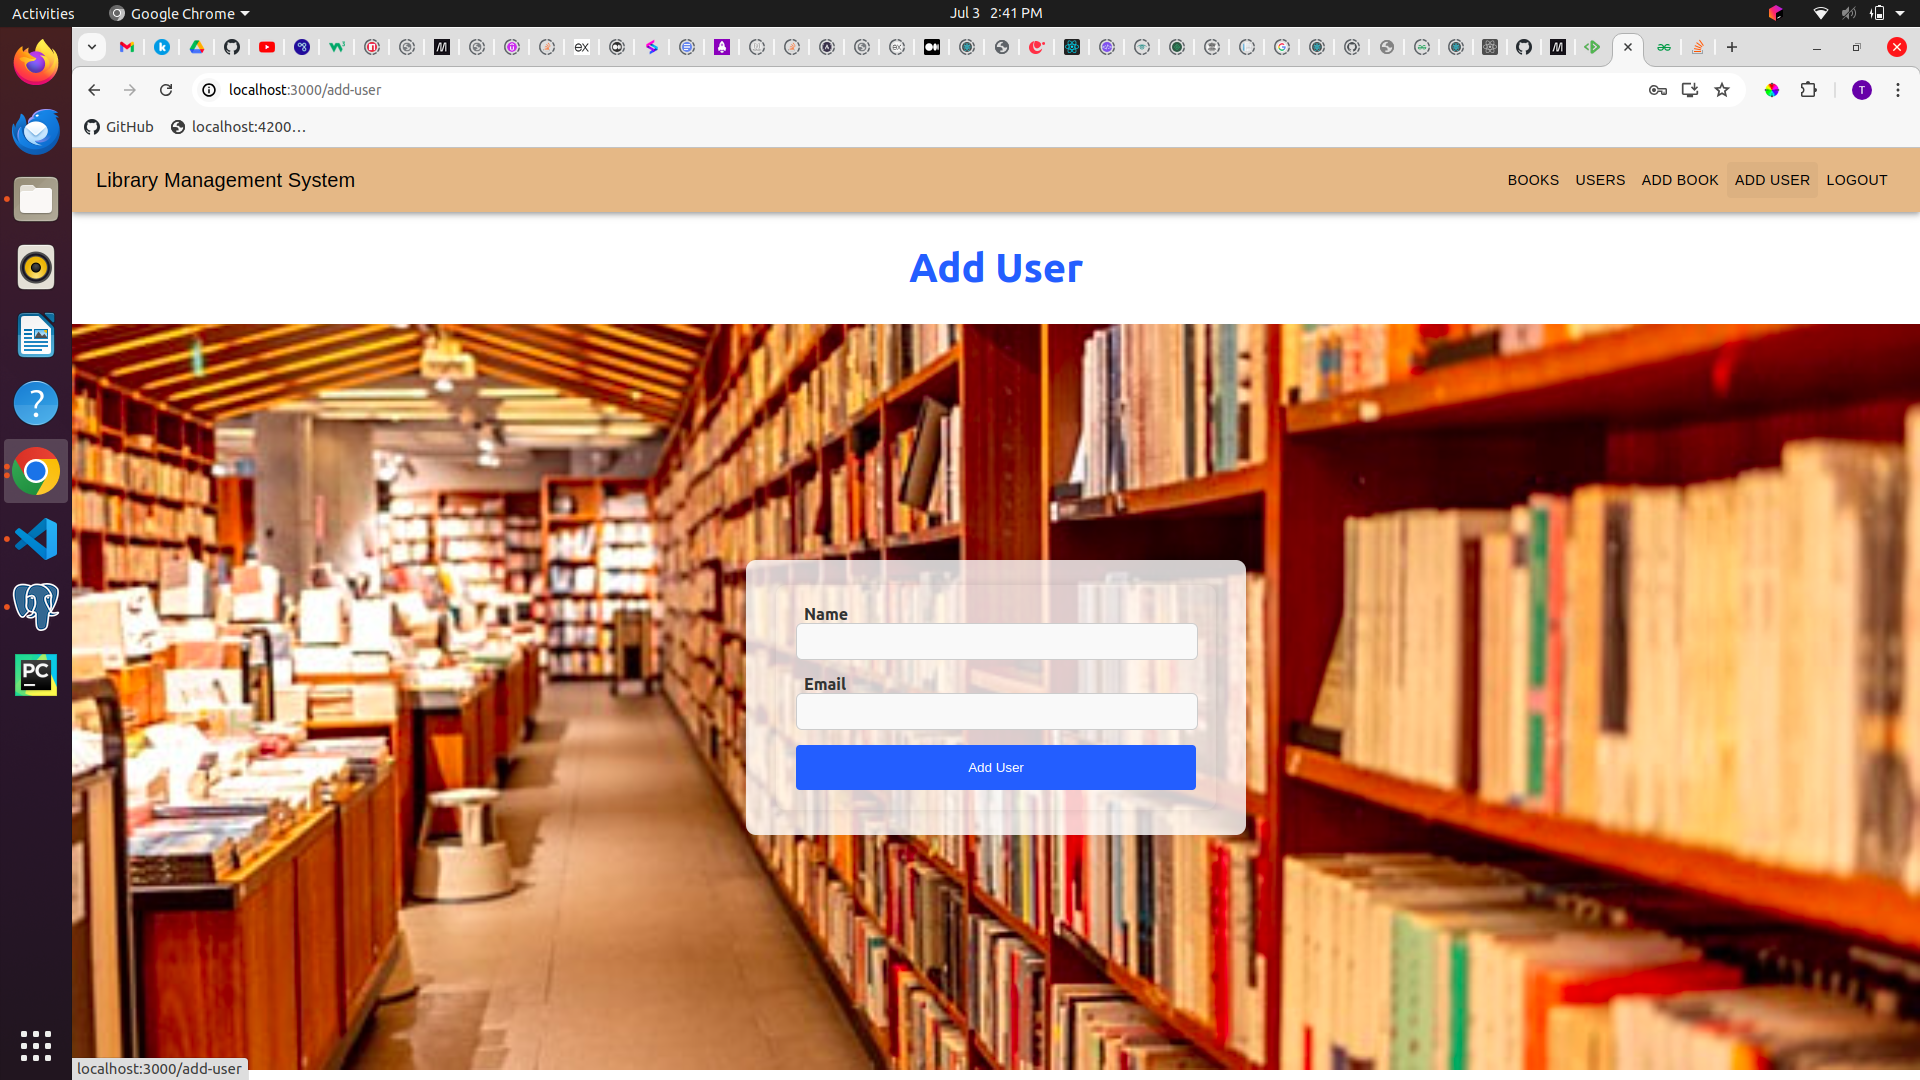 Activities
Google Chrome
Jul 3 2:41 PM
localhost:3000/add-user
T
GitHub
localhost:4200…
Library Management System
BOOKS USERS ADD BOOK ADD USER LOGOUT
Add User
Name
Email
Add User
PC
localhost:3000/add-user